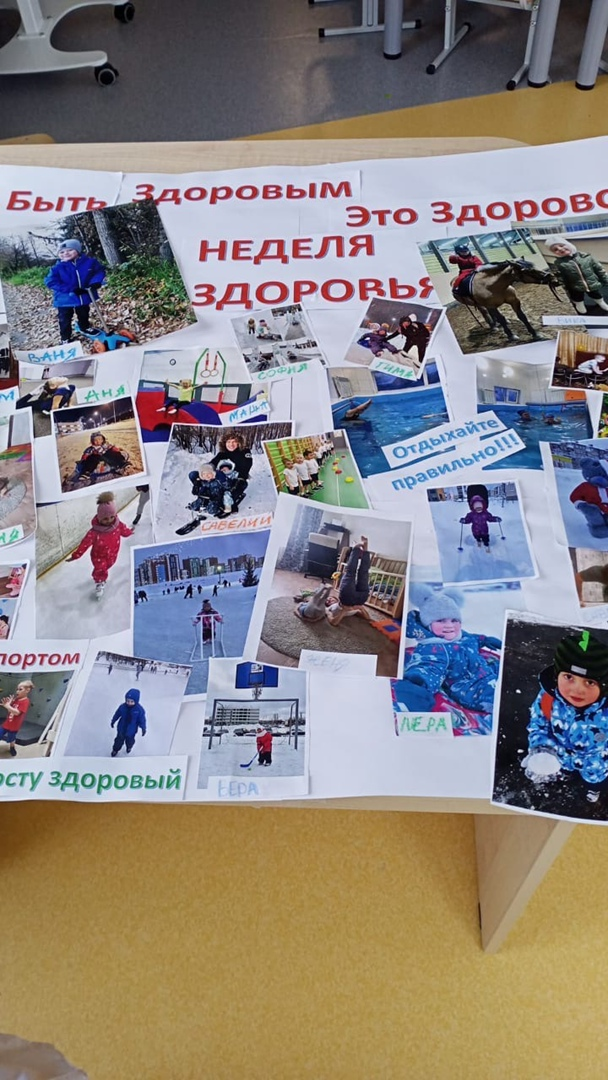 Быть Здоровым
Это Здорово
НЕДЕЛЯ
ЗДОРОВЬЯ
ВАНЯ
АНЯ
МАША
СОФИЯ
ТИМА
ВИКА
Отдыхайте
правильно!!!
САВЕЛИЙ
портом
осту здоровый
ВЕРА
ЛЕРА